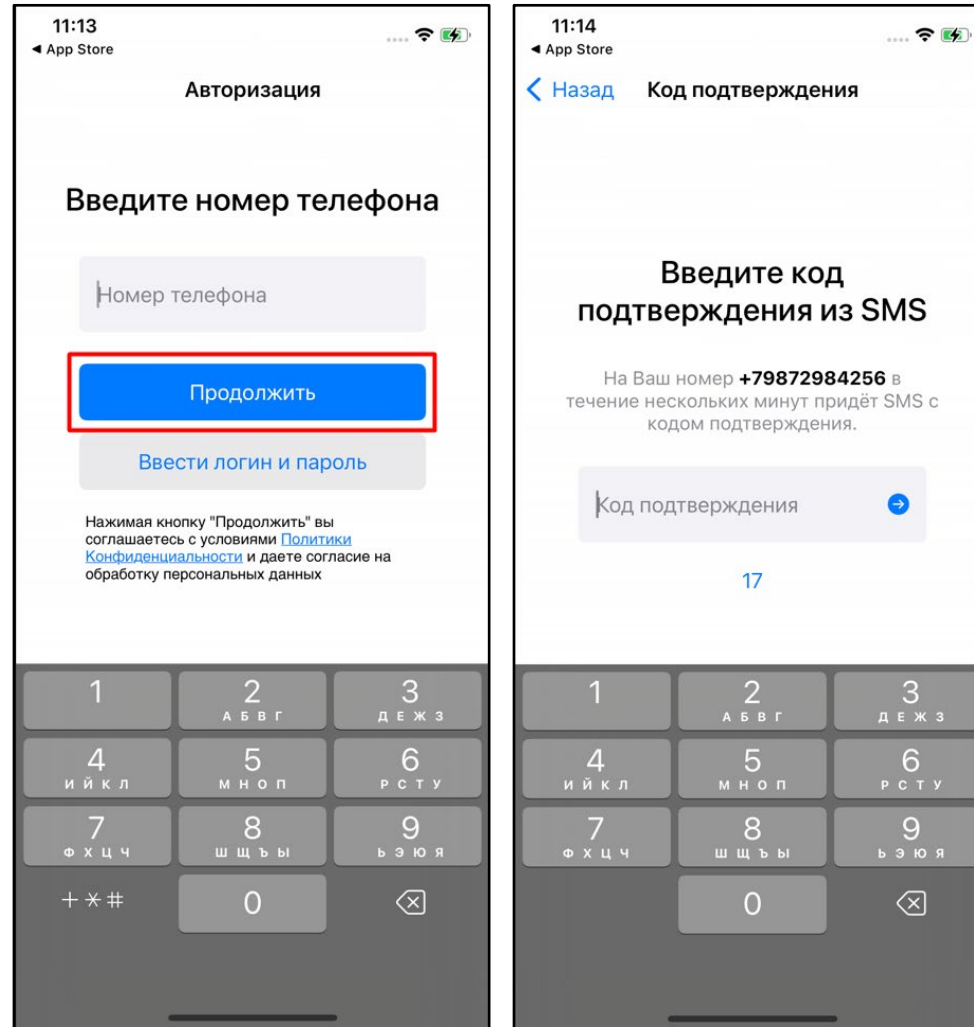 11:13
◀ App Store
Авторизация
Введите номер телефона
Номер телефона
Продолжить
Ввести логин и пароль
Нажимая кнопку "Продолжить" вы
соглашаетесь с условиями Политики
Конфиденциальности и даете согласие на
обработку персональных данных
1
2
3
А Б В Г
Д Е Ж З
4
5
6
И Й К Л
М Н О П
Р С Т У
7
8
9
Ф Х Ц Ч
Ш Щ Ъ Ы
Ь Э Ю Я
+*#
0
11:14
◀ App Store
Назад
Код подтверждения
Введите код
подтверждения из SMS
На Ваш номер +79872984256 в
течение нескольких минут придёт SMS с
кодом подтверждения.
Код подтверждения
17
1
2
3
А Б В Г
Д Е Ж З
4
5
6
И Й К Л
М Н О П
Р С Т У
7
8
9
Ф Х Ц Ч
Ш Щ Ъ Ы
Ь Э Ю Я
0